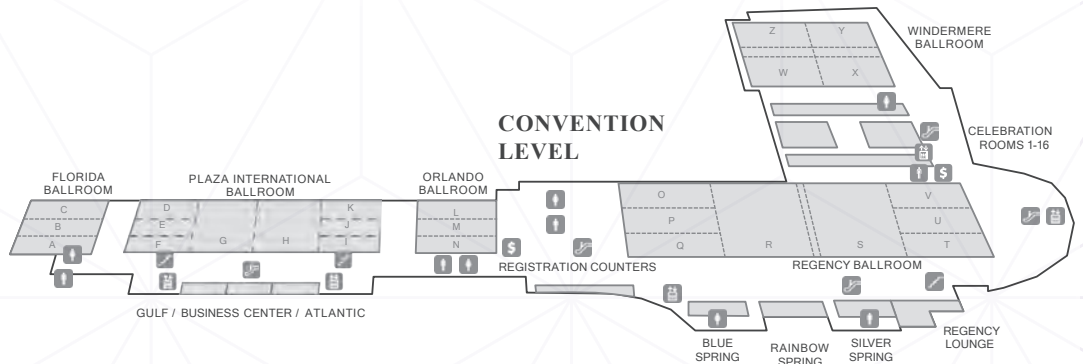 Z Y
WINDERMERE
BALLROOM
W X
CONVENTION
LEVEL
CELEBRATION
ROOMS 1-16
$
FLORIDA
BALLROOM
PLAZA INTERNATIONAL
BALLROOM
ORLANDO
BALLROOM
C
B
A
D
E
F
G
H
K
J
I
L
M
N
$
O
P
Q
R
S
V
U
T
REGISTRATION COUNTERS
REGENCY BALLROOM
GULF / BUSINESS CENTER / ATLANTIC
BLUE
SPRING
RAINBOW
SPRING
SILVER
SPRING
REGENCY
LOUNGE